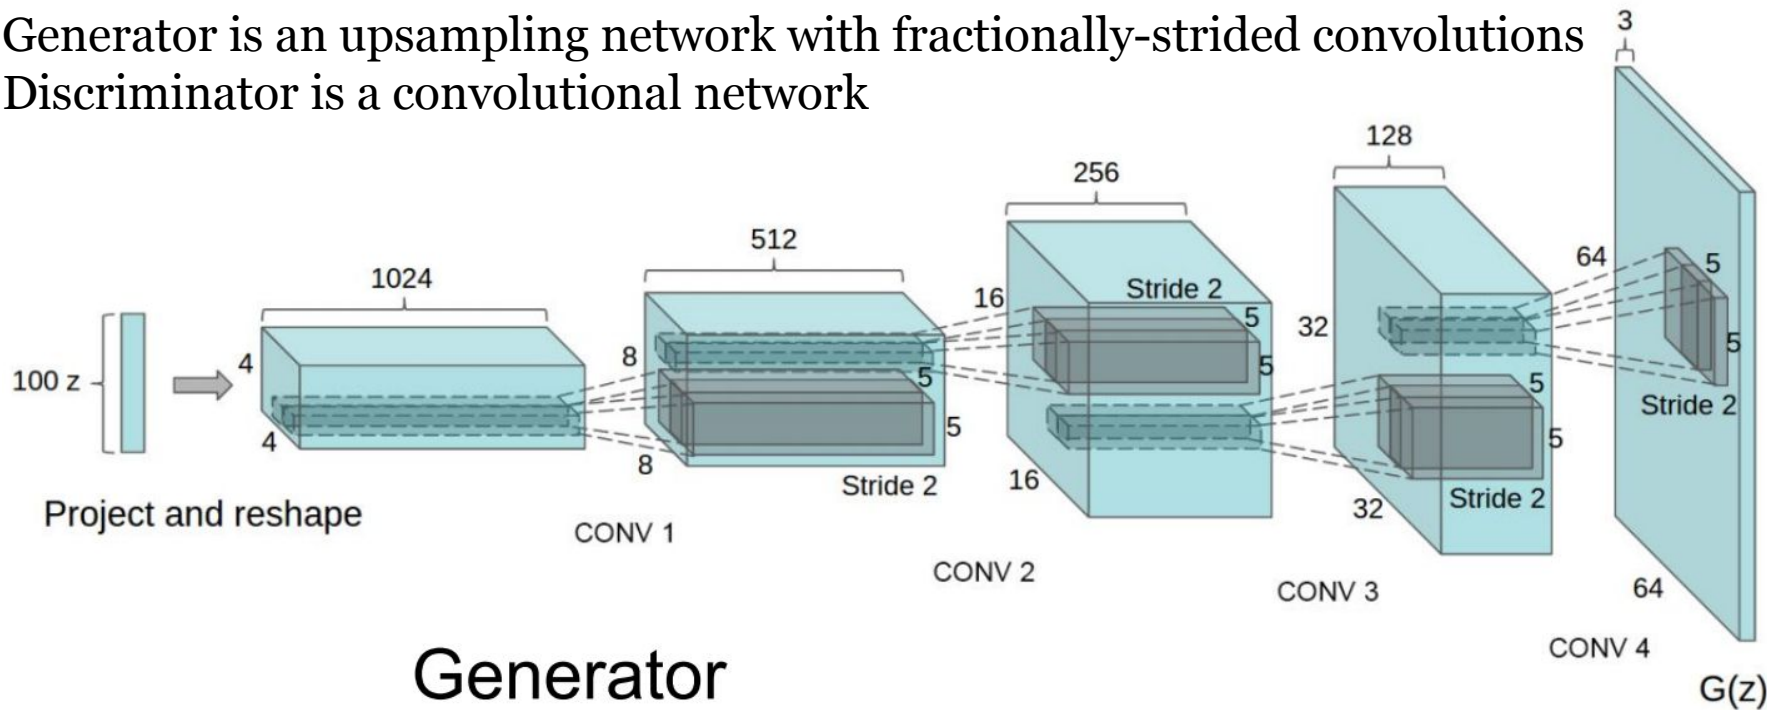 Generator is an upsampling network with fractionally-strided convolutions
Discriminator is a convolutional network
100 z
Project and reshape
1024
4
4
CONV 1
512
8
8
5
5
Stride 2
CONV 2
256
16
16
Stride 2
5
5
CONV 3
128
32
32
5
5
Stride 2
CONV 4
3
64
64
5
5
Stride 2
G(z)
Generator